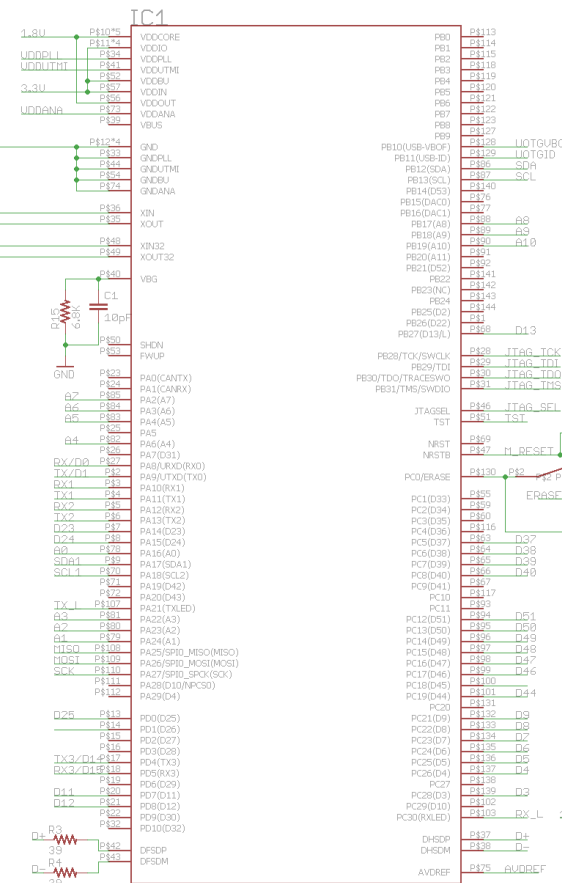 IC1
1.8V P$10*5 VDDCORE
P$11*4 VDDIO
VDDPLL P$34 VDDPLL
VDDUTMI P$41 VDDUTMI
P$52 VDDBU
3.3V P$57 VDDIN
P$56 VDDOUT
VDDANA P$73 VDDANA
P$39 VBUS
P$12*4 GND
P$33 GNDPLL
P$44 GNDUTMI
P$54 GNDBU
P$74 GNDANA
P$36 XIN
P$35 XOUT
P$48 XIN32
P$49 XOUT32
P$40 VBG
R15
6.8K
C1
10pF
GND
P$50 SHDN
P$53 FWUP
P$23 PA0(CANTX)
P$24 PA1(CANRX)
A7 P$85 PA2(A7)
A6 P$84 PA3(A6)
A5 P$83 PA4(A5)
P$25 PA5
A4 P$82 PA6(A4)
P$26 PA7(D31)
RX/D0 P$27 PA8/URXD(RX0)
TX/D1 P$2 PA9/UTXD(TX0)
RX1 P$3 PA10(RX1)
TX1 P$4 PA11(TX1)
RX2 P$5 PA12(RX2)
TX2 P$6 PA13(TX2)
D23 P$7 PA14(D23)
D24 P$8 PA15(D24)
A0 P$78 PA16(A0)
SDA1 P$9 PA17(SDA1)
SCL1 P$70 PA18(SCL2)
P$71 PA19(D42)
P$72 PA20(D43)
TX_L P$107 PA21(TXLED)
A3 P$81 PA22(A3)
A2 P$80 PA23(A2)
A1 P$79 PA24(A1)
MISO P$108 PA25/SPI0_MISO(MISO)
MOSI P$109 PA26/SPI0_MOSI(MOSI)
SCK P$110 PA27/SPI0_SPCK(SCK)
P$111 PA28(D10/NPCS0)
P$112 PA29(D4)
D25 P$13 PD0(D25)
P$14 PD1(D26)
P$15 PD2(D27)
P$16 PD3(D28)
TX3/D14 P$17 PD4(TX3)
RX3/D15 P$18 PD5(RX3)
P$19 PD6(D29)
D11 P$20 PD7(D11)
D12 P$21 PD8(D12)
P$22 PD9(D30)
P$32 PD10(D32)
D+ R3 39 P$42 DFSDP
D- R4 39 P$43 DFSDM
PB0 P$113
PB1 P$114
PB2 P$115
PB3 P$118
PB4 P$119
PB5 P$120
PB6 P$121
PB7 P$122
PB8 P$123
PB9 P$127
PB10(USB-VBOF) P$128 UOTGVBO
PB11(USB-ID) P$129 UOTGID
PB12(SDA) P$86 SDA
PB13(SCL) P$87 SCL
PB14(D53) P$140
PB15(DAC0) P$76
PB16(DAC1) P$77
PB17(A8) P$88 A8
PB18(A9) P$89 A9
PB19(A10) P$90 A10
PB20(A11) P$91
PB21(D52) P$92
PB22 P$141
PB23(NC) P$142
PB24 P$143
PB25(D2) P$144
PB26(D22) P$1
PB27(D13/L) P$68 D13
PB28/TCK/SWCLK P$28 JTAG_TCK
PB29/TDI P$29 JTAG_TDI
PB30/TDO/TRACESWO P$30 JTAG_TDO
PB31/TMS/SWDIO P$31 JTAG_TMS
JTAGSEL P$46 JTAG_SEL
TST P$51 TST
NRST P$69
NRSTB P$47 M_RESET
PC0/ERASE P$130 P$2 P$2 P
ERASE
PC1(D33) P$55
PC2(D34) P$59
PC3(D35) P$60
PC4(D36) P$116
PC5(D37) P$63 D37
PC6(D38) P$64 D38
PC7(D39) P$65 D39
PC8(D40) P$66 D40
PC9(D41) P$67
PC10 P$117
PC11 P$93
PC12(D51) P$94 D51
PC13(D50) P$95 D50
PC14(D49) P$96 D49
PC15(D48) P$97 D48
PC16(D47) P$98 D47
PC17(D46) P$99 D46
PC18(D45) P$100
PC19(D44) P$101 D44
PC20 P$131
PC21(D9) P$132 D9
PC22(D8) P$133 D8
PC23(D7) P$134 D7
PC24(D6) P$135 D6
PC25(D5) P$136 D5
PC26(D4) P$137 D4
PC27 P$138
PC28(D3) P$139 D3
PC29(D10) P$102
PC30(RXLED) P$103 RX_L
DHSDP P$37 D+
DHSDM P$38 D-
AVDREF P$75 AVDREF